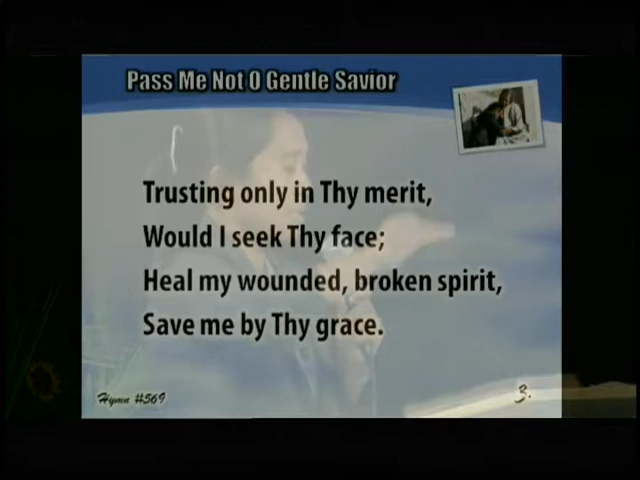 Pass Me Not O Gentle Savior
Trusting only in Thy merit,
Would I seek Thy face;
Heal my wounded, broken spirit,
Save me by Thy grace.
Hymn #569
3.